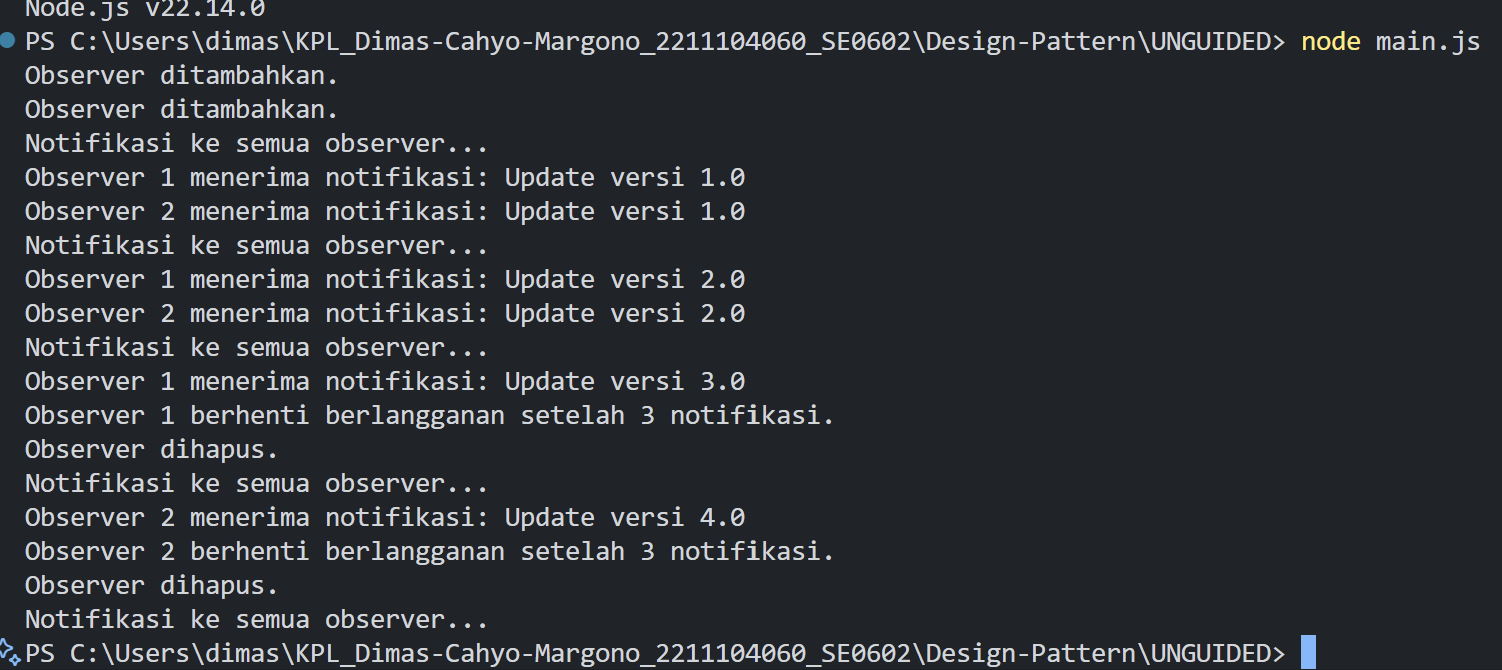 Node.js v22.14.0
PS C:\Users\dimas\KPL_Dimas-Cahyo-Margono_2211104060_SE0602\Design-Pattern\UNGUIDED> node main.js
Observer ditambahkan.
Observer ditambahkan.
Notifikasi ke semua observer...
Observer 1 menerima notifikasi: Update versi 1.0
Observer 2 menerima notifikasi: Update versi 1.0
Notifikasi ke semua observer...
Observer 1 menerima notifikasi: Update versi 2.0
Observer 2 menerima notifikasi: Update versi 2.0
Notifikasi ke semua observer...
Observer 1 menerima notifikasi: Update versi 3.0
Observer 1 berhenti berlangganan setelah 3 notifikasi.
Observer dihapus.
Notifikasi ke semua observer...
Observer 2 menerima notifikasi: Update versi 4.0
Observer 2 berhenti berlangganan setelah 3 notifikasi.
Observer dihapus.
Notifikasi ke semua observer...
PS C:\Users\dimas\KPL_Dimas-Cahyo-Margono_2211104060_SE0602\Design-Pattern\UNGUIDED>